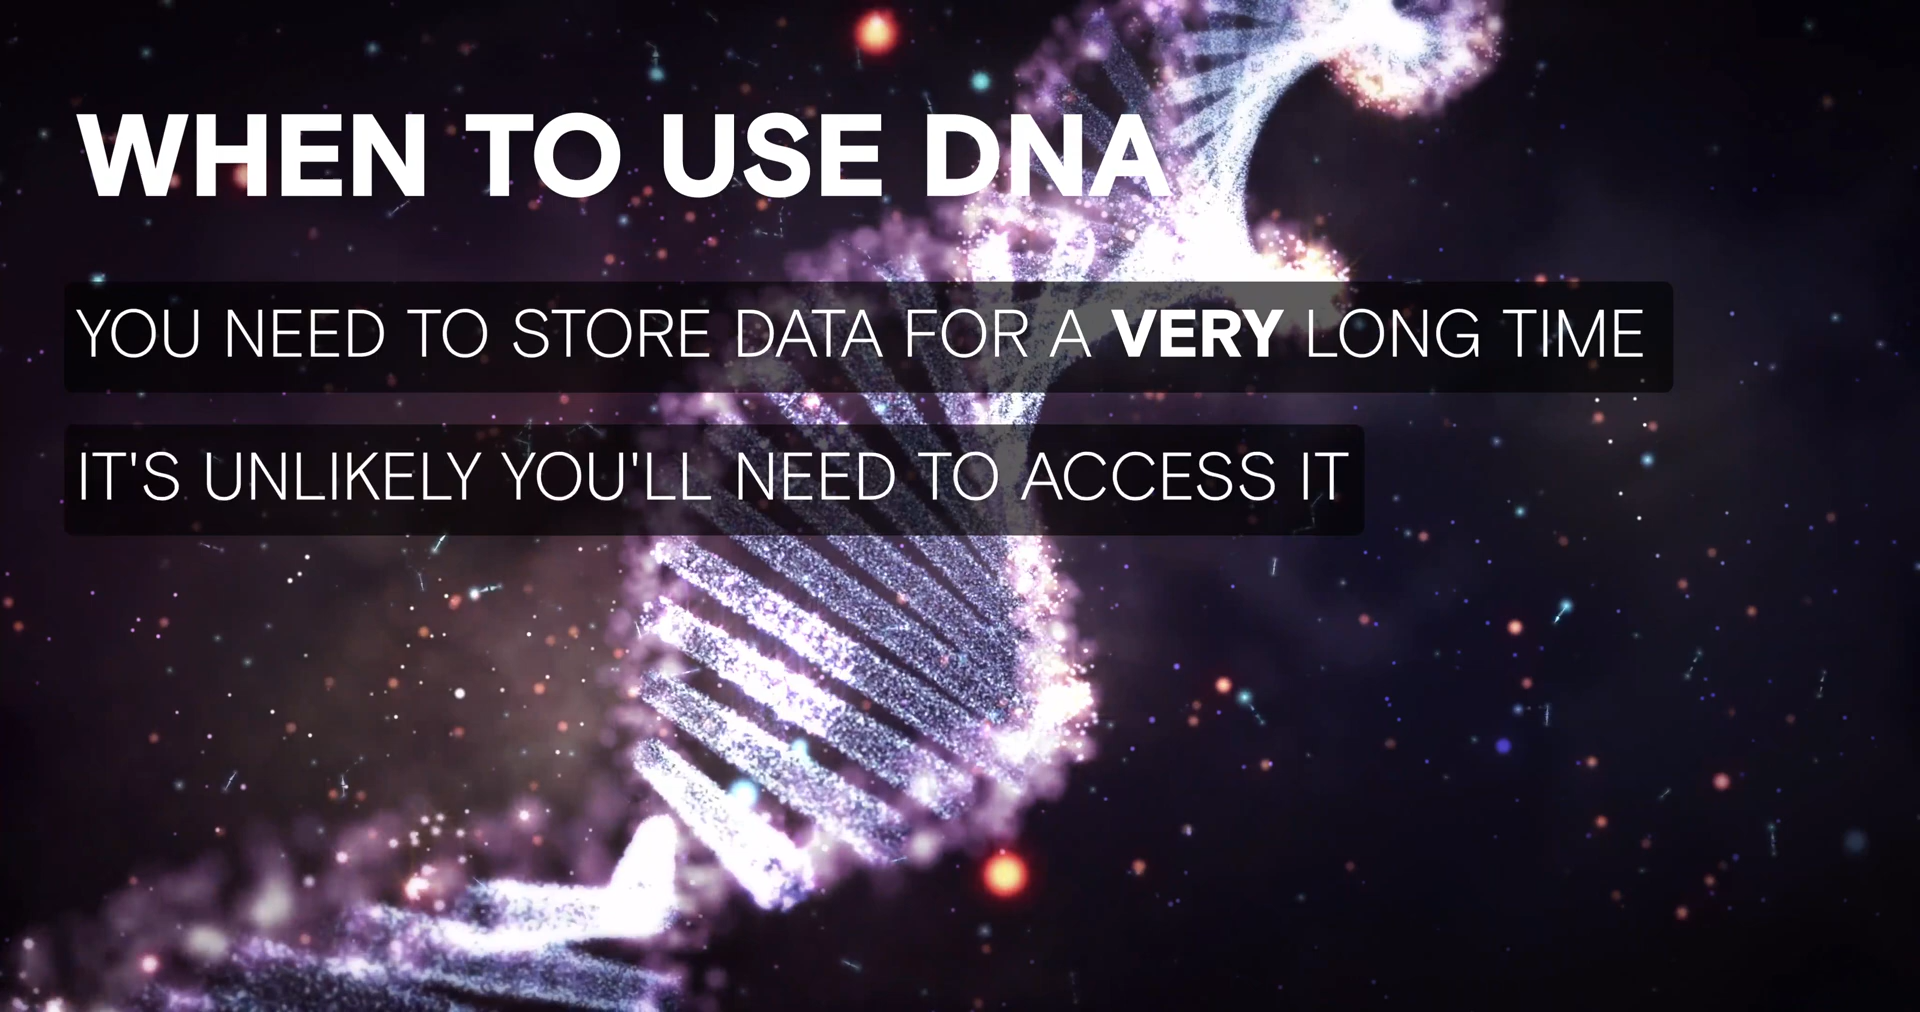 WHEN TO USE DNA
YOU NEED TO STORE DATA FOR A VERY LONG TIME
IT'S UNLIKELY YOU'LL NEED TO ACCESS IT